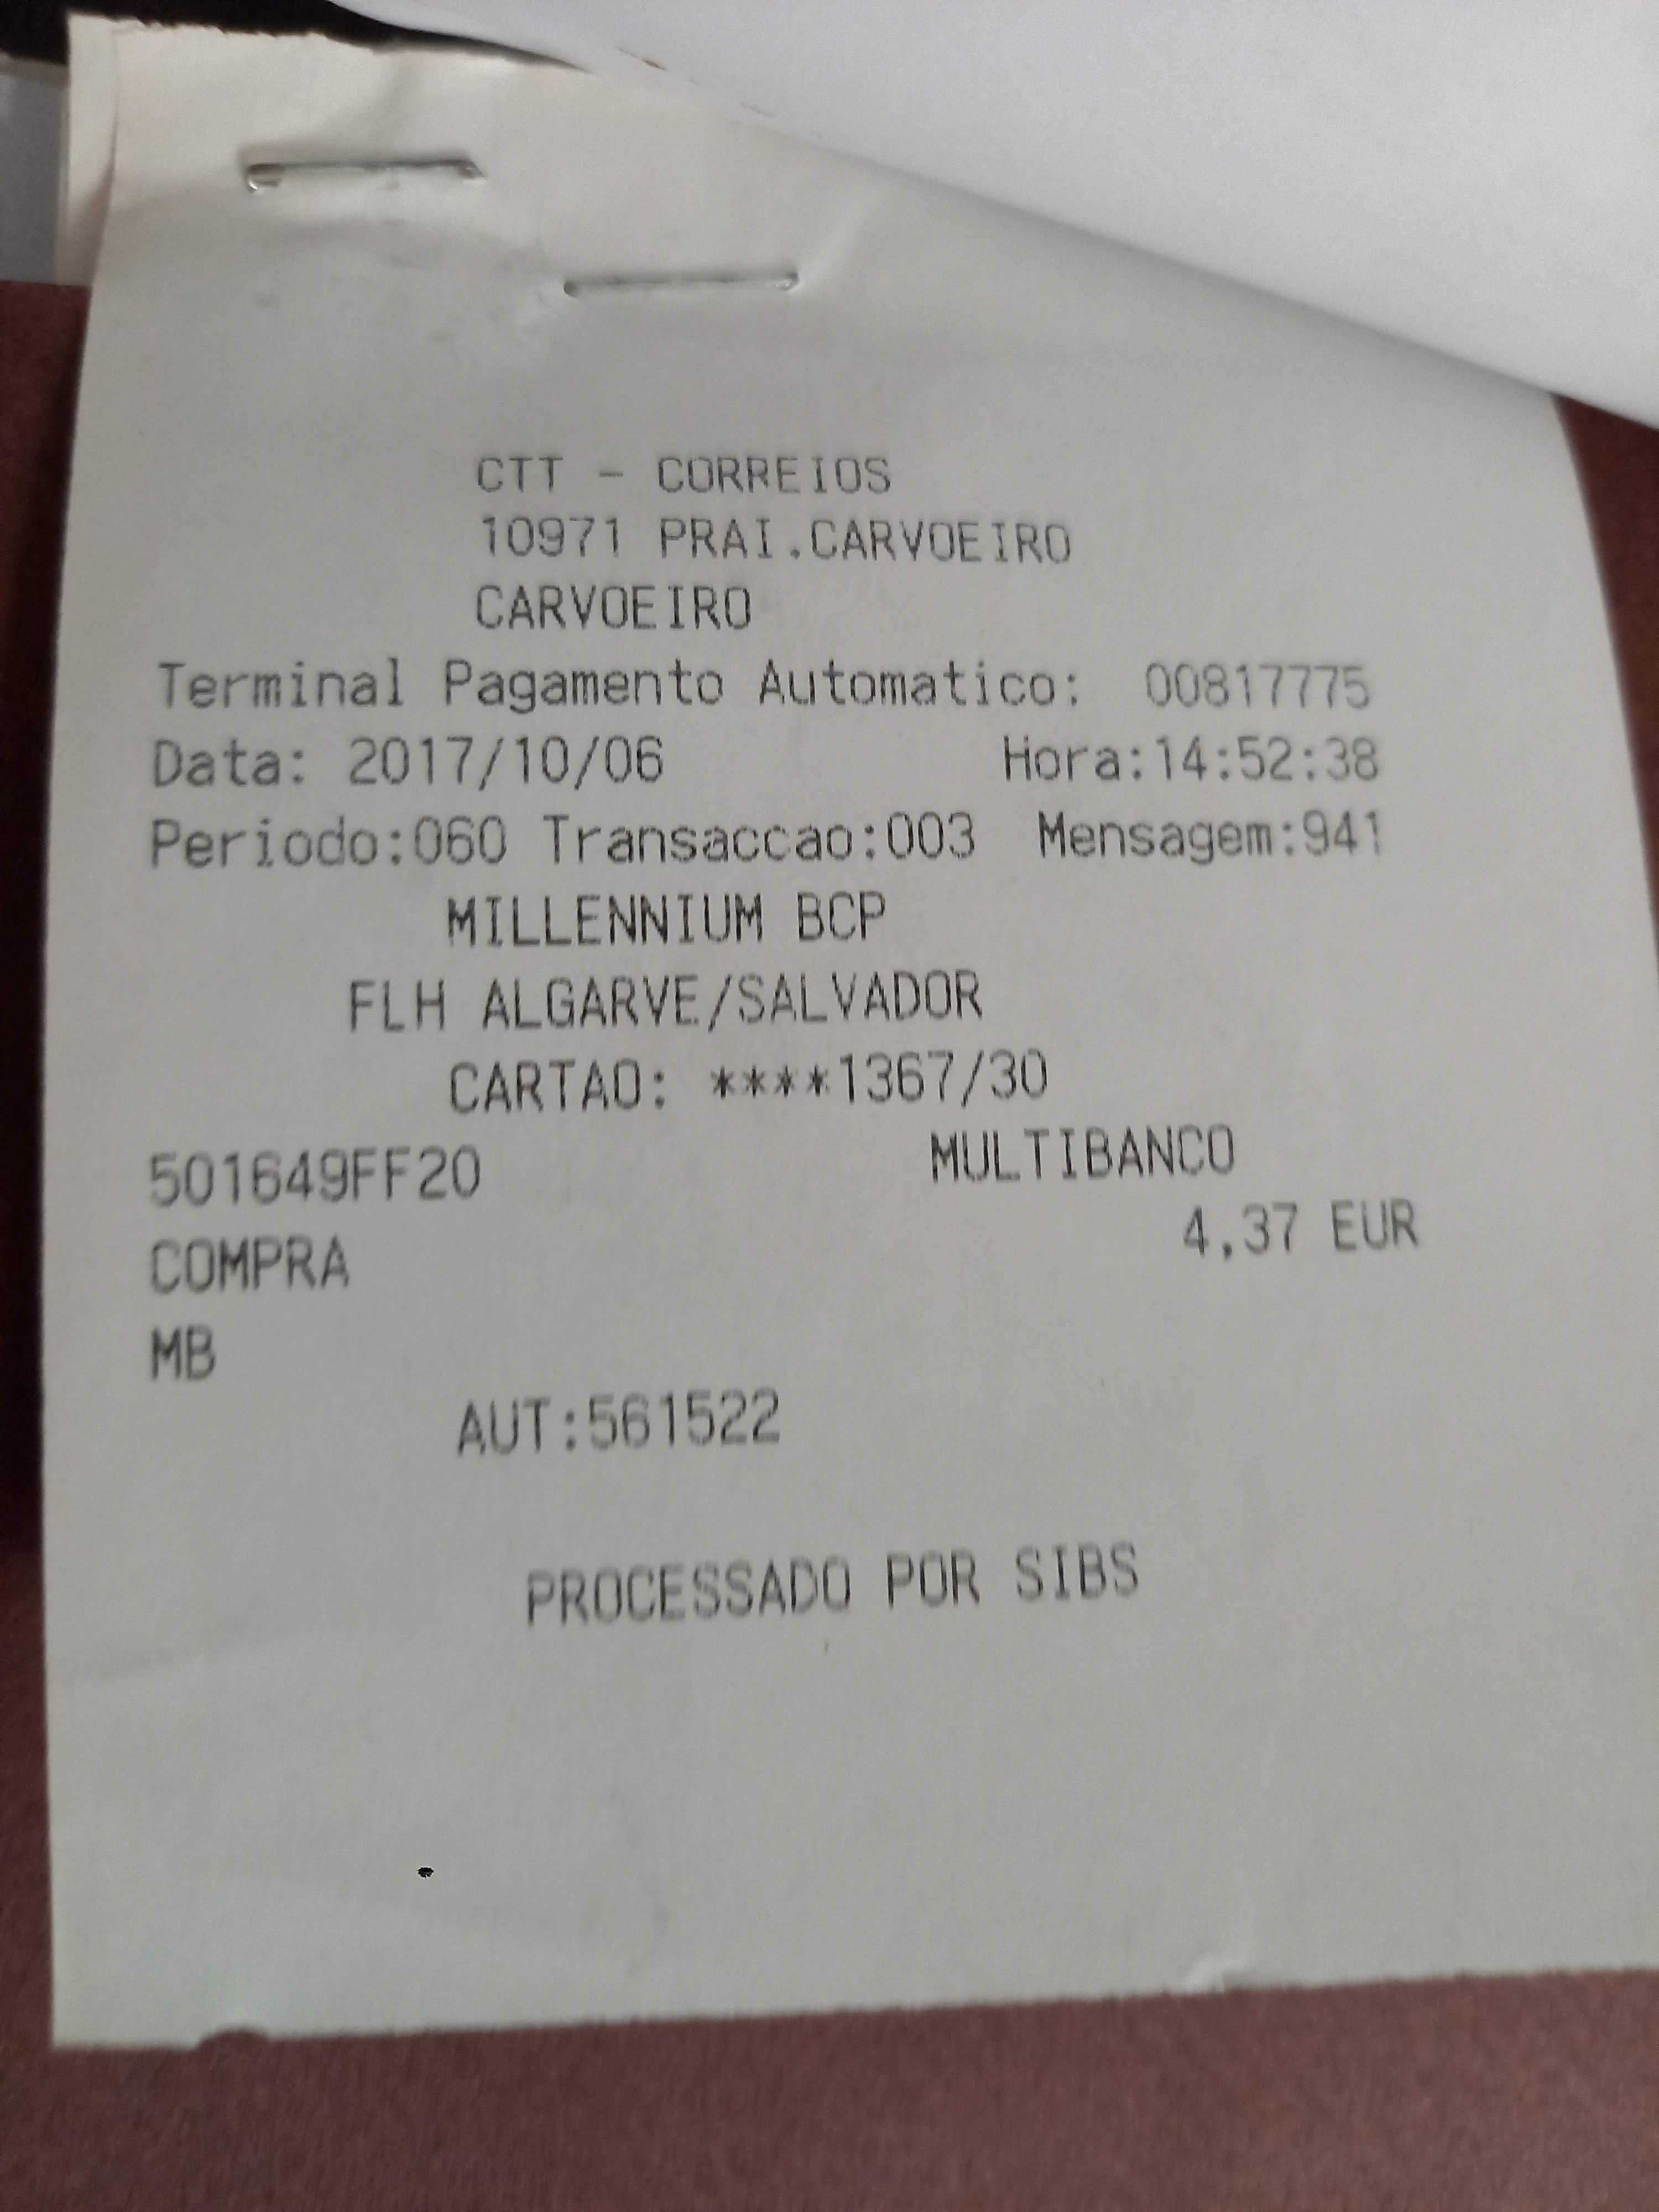 CTT - CORREIOS
10971 PRAI.CARVOEIRO
CARVOEIRO
Terminal Pagamento Automatico: 00817775
Data: 2017/10/06 Hora:14:52:38
Periodo:060 Transaccao:003 Mensagem:941
MILLENNIUM BCP
FLH ALGARVE/SALVADOR
CARTAO: ****1367/30
501649FF20 MULTIBANCO
COMPRA 4,37 EUR
MB
AUT:561522
PROCESSADO POR SIBS